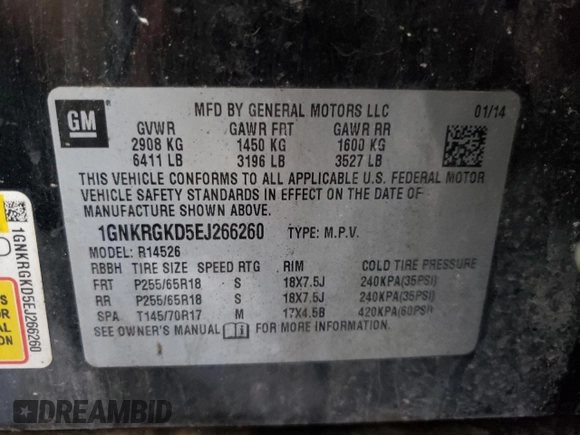 GM
MFD BY GENERAL MOTORS LLC 01/14
GVWR GAWR FRT GAWR RR
2908 KG 1450 KG 1600 KG
6411 LB 3196 LB 3527 LB
THIS VEHICLE CONFORMS TO ALL APPLICABLE U.S. FEDERAL MOTOR
VEHICLE SAFETY STANDARDS IN EFFECT ON THE DATE OF
MANUFACTURE SHOWN ABOVE.
1GNKRGKD5EJ266260 TYPE: M.P.V.
MODEL: R14526
RBBH TIRE SIZE SPEED RTG RIM COLD TIRE PRESSURE
FRT P255/65R18 S 18X7.5J 240KPA(35PSI)
RR P255/65R18 S 18X7.5J 240KPA(35PSI)
SPA T145/70R17 M 17X4.5B 420KPA(60PSI)
SEE OWNER'S MANUAL FOR MORE INFORMATION.
1GNKRGKD5EJ266260
DREAMBID